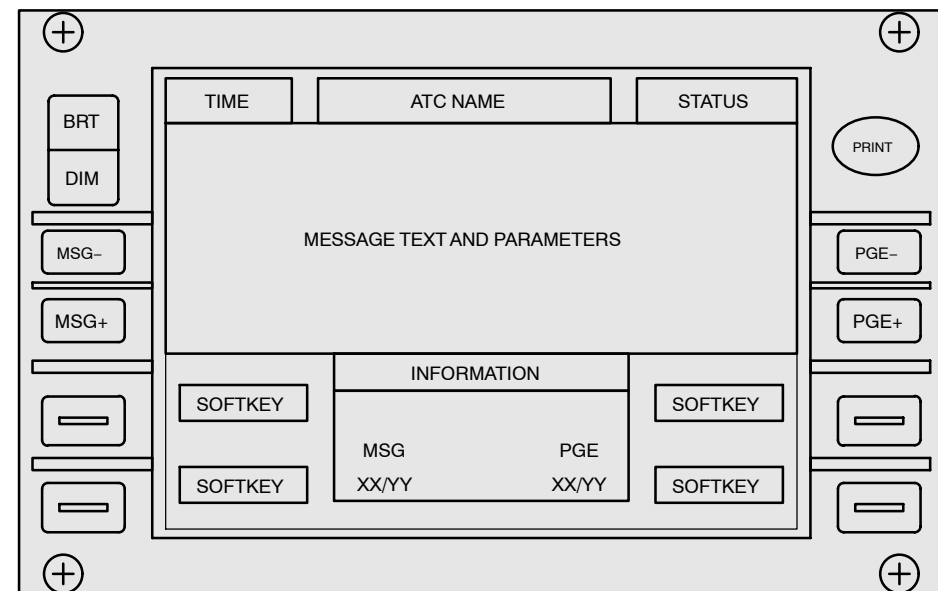 TIME
ATC NAME
STATUS
BRT
DIM
PRINT
MESSAGE TEXT AND PARAMETERS
MSG–
PGE–
MSG+
PGE+
INFORMATION
SOFTKEY
SOFTKEY
MSG PGE
XX/YY XX/YY
SOFTKEY
SOFTKEY